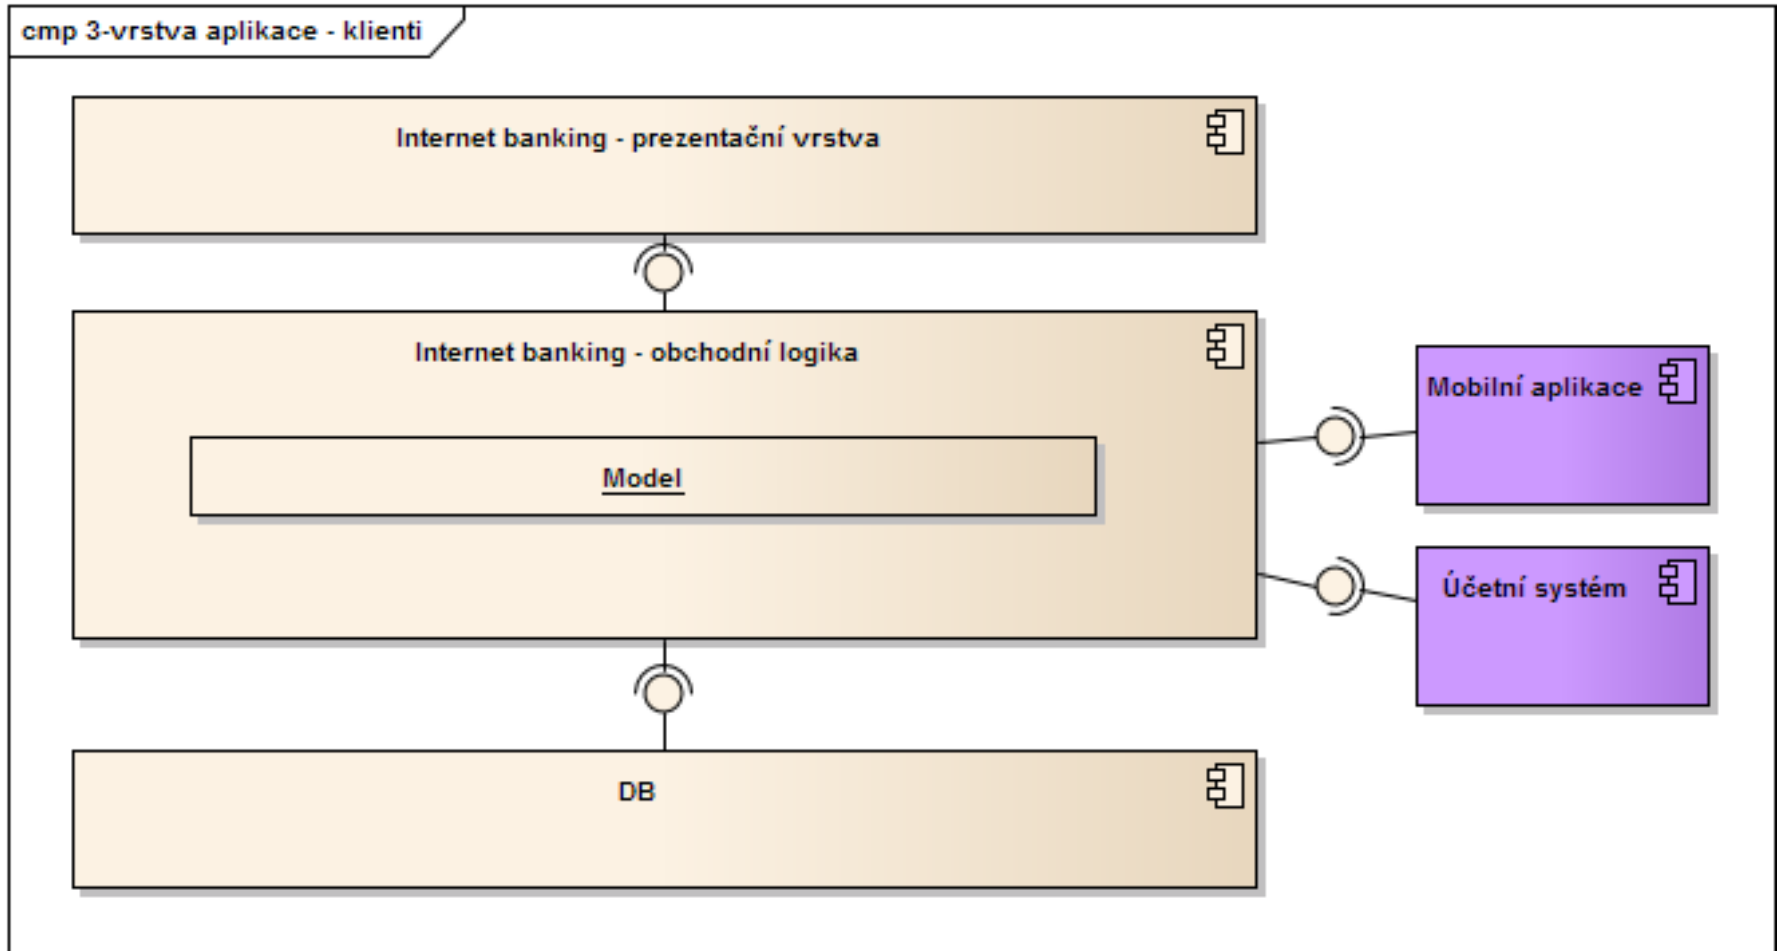 cmp 3-vrstva aplikace - klienti
Internet banking - prezentační vrstva
Internet banking - obchodní logika
Model
Mobilní aplikace
Účetní systém
DB